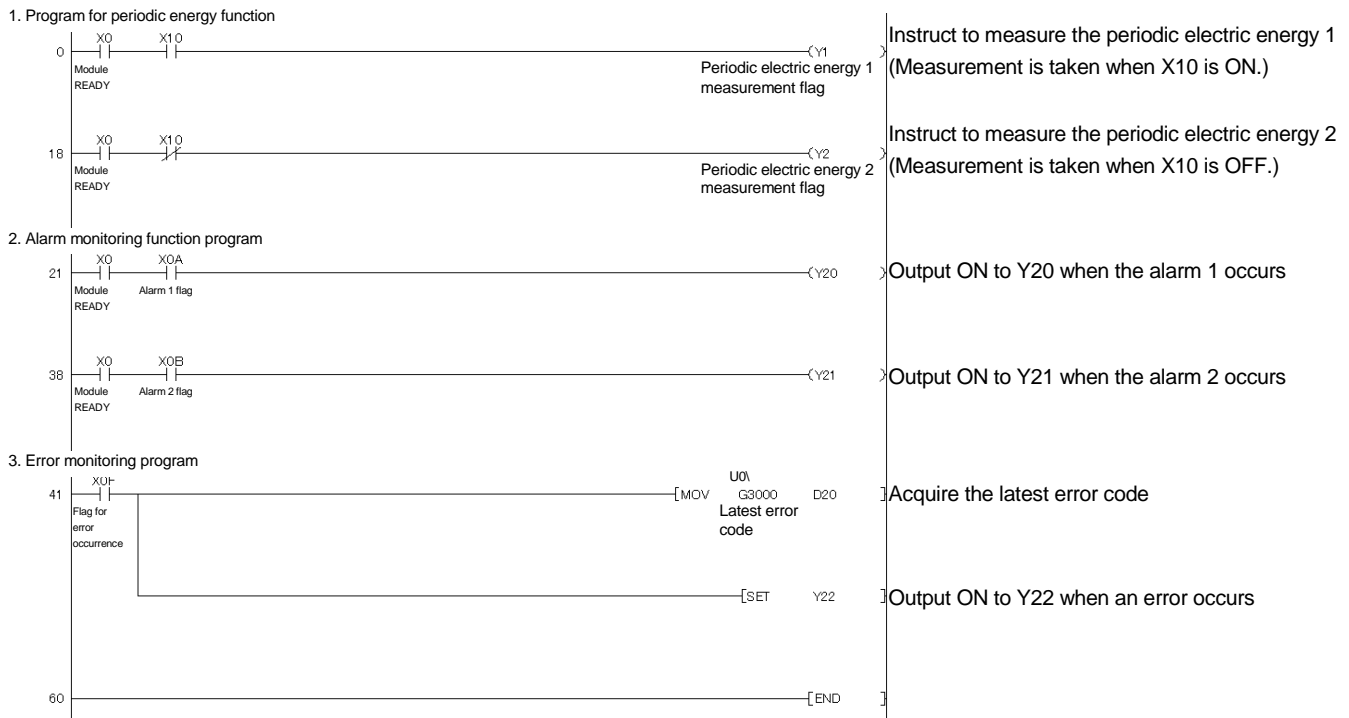 1. Program for periodic energy function
X0 X10
0 Y1 Instruct to measure the periodic electric energy 1
Module Periodic electric energy 1 (Measurement is taken when X10 is ON.)
READY measurement flag
X0 X10 Instruct to measure the periodic electric energy 2
18 Y2 (Measurement is taken when X10 is OFF.)
Module Periodic electric energy 2
READY measurement flag
2. Alarm monitoring function program
X0 X0A
21 Y20 Output ON to Y20 when the alarm 1 occurs
Module Alarm 1 flag
READY
X0 X0B
38 Y21 Output ON to Y21 when the alarm 2 occurs
Module Alarm 2 flag
READY
3. Error monitoring program
X0F U0\
41 MOV G3000 D20 Acquire the latest error code
Flag for Latest error
error code
occurrence
SET Y22 Output ON to Y22 when an error occurs
60 END